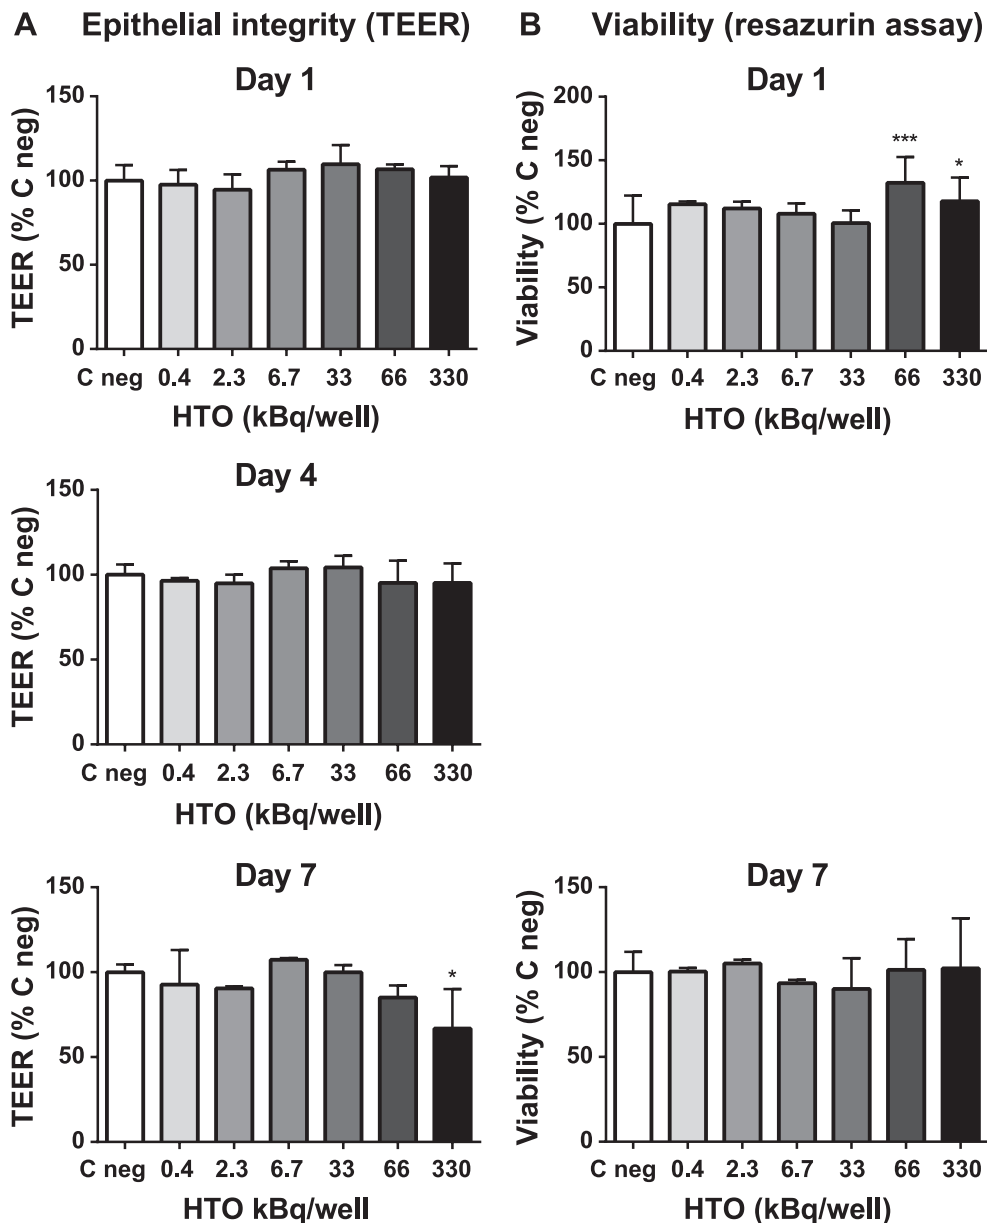 A Epithelial integrity (TEER)
Day 1
TEER (% C neg)
150
100
50
0
C neg 0.4 2.3 6.7 33 66 330
HTO (kBq/well)
Day 4
TEER (% C neg)
150
100
50
0
C neg 0.4 2.3 6.7 33 66 330
HTO (kBq/well)
Day 7
TEER (% C neg)
150
100
50
0
*
C neg 0.4 2.3 6.7 33 66 330
HTO kBq/well
B Viability (resazurin assay)
Day 1
Viability (% C neg)
200
150
100
50
0
***
*
C neg 0.4 2.3 6.7 33 66 330
HTO (kBq/well)
Day 7
Viability (% C neg)
150
100
50
0
C neg 0.4 2.3 6.7 33 66 330
HTO (kBq/well)